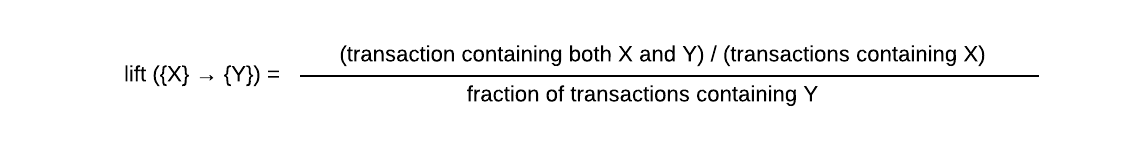 (transaction containing both X and Y) / (transactions containing X)
lift ({X} → {Y}) =
fraction of transactions containing Y